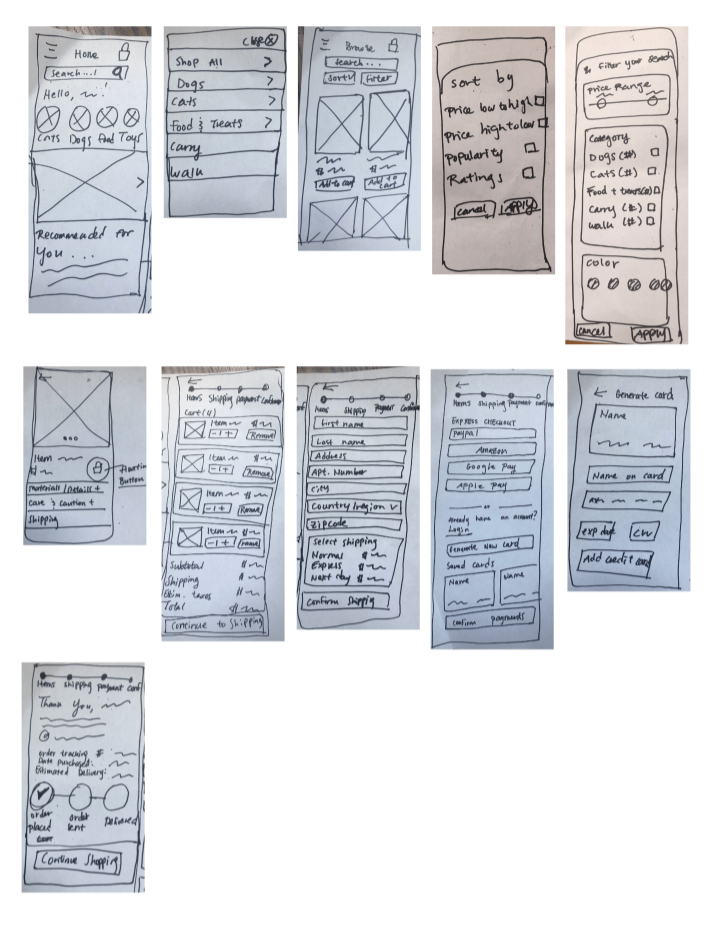 Home
Search...!
Hello,
Cats Dogs Food Toys
Recommended For
You...
Close X
Shop All >
Dogs >
Cats >
Food & Treats >
Carry
Walk
Browse
Search...
Sort Filter
$ $
Add to cart Add to cart
Sort by
Price low to high
Price high to low
Popularity
Ratings
Cancel APPLY
Filter your search
Price Range
Category
Dogs (#)
Cats (#)
Food + treats(#)
Carry (#)
Walk (#)
Color
Cancel APPLY
Item
$
Materials / Details +
Care & Caution +
Shipping
Button
Items Shipping payment confirm
Cart (4)
Item $
- 1 + Remove
Item $
- 1 + Remove
Item $
- 1 + Remove
Item $
- 1 + Remove
Subtotal $
Shipping $
Estim. taxes $
Total $
Continue to Shipping
Items Shipping Payment Confirm
First name
Last name
Address
Apt. Number
City
Country/region v
Zipcode
Select shipping
Normal $
Express $
Next day $
Confirm Shipping
Items shipping payment confirm
EXPRESS CHECKOUT
Paypal
Amazon
Google Pay
Apple Pay
or
Already have an account?
Login
Generate New card
Saved cards
Name Name
Confirm payments
Generate card
Name
Name on card
exp date CVV
Add credit card
Items shipping payment conf
Thank You,
order tracking #
Date purchased:
Estimated Delivery:
order placed
order sent
Delivered
Continue Shopping